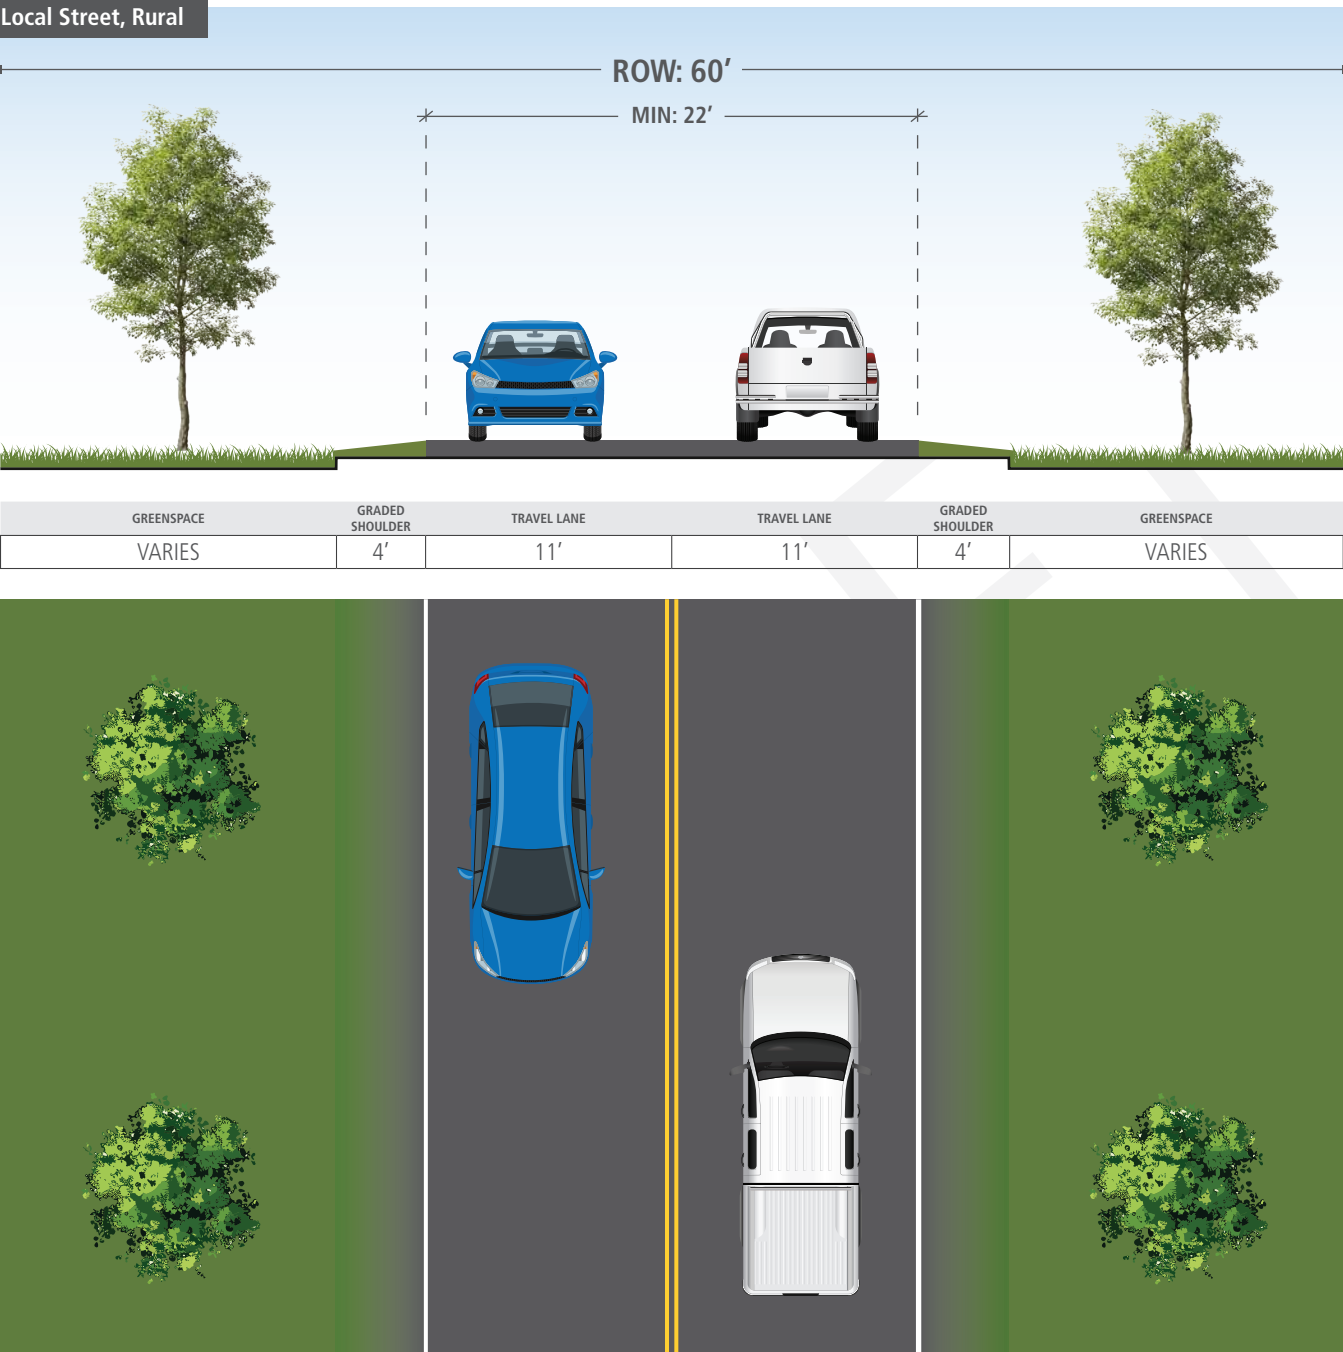 Local Street, Rural
ROW: 60’
MIN: 22’
GREENSPACE
GRADED
SHOULDER
TRAVEL LANE
TRAVEL LANE
GRADED
SHOULDER
GREENSPACE
VARIES
4’
11’
11’
4’
VARIES